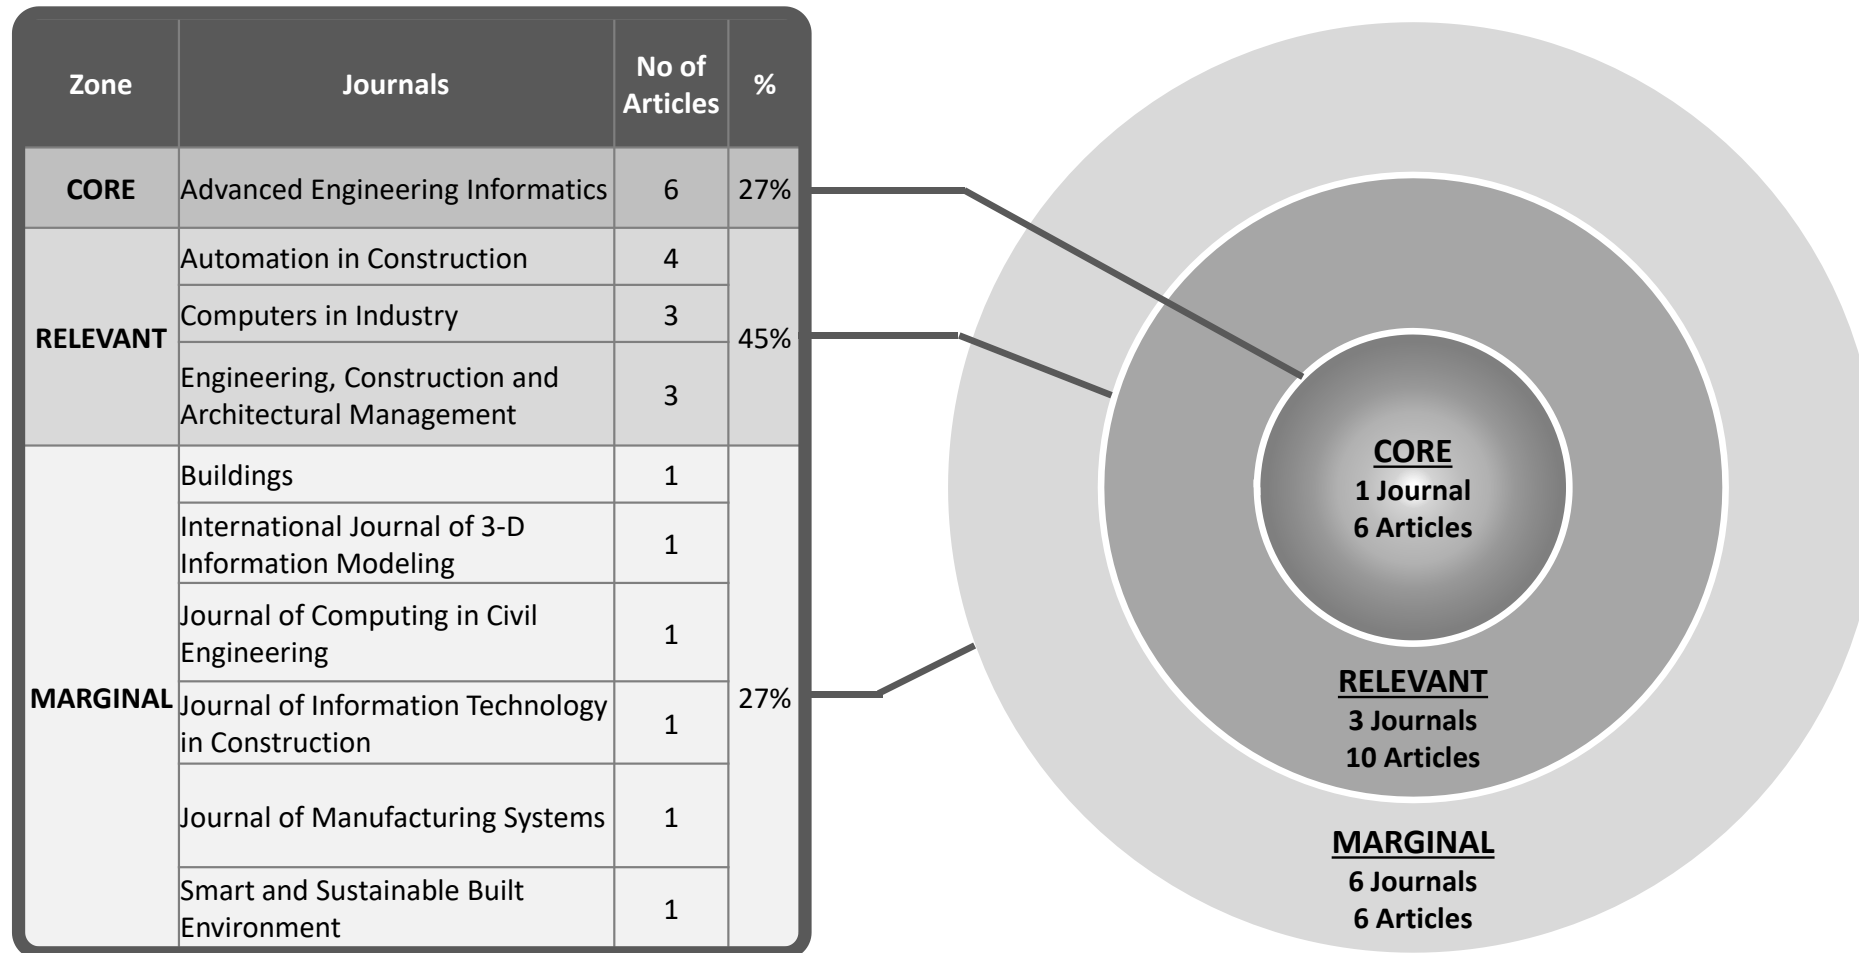 Zone
Journals
No of
Articles
%
CORE
Advanced Engineering Informatics
6
27%
RELEVANT
Automation in Construction
4
Computers in Industry
3
Engineering, Construction and
Architectural Management
3
45%
MARGINAL
Buildings
1
International Journal of 3-D
Information Modeling
1
Journal of Computing in Civil
Engineering
1
Journal of Information Technology
in Construction
1
Journal of Manufacturing Systems
1
Smart and Sustainable Built
Environment
1
27%
CORE
1 Journal
6 Articles
RELEVANT
3 Journals
10 Articles
MARGINAL
6 Journals
6 Articles